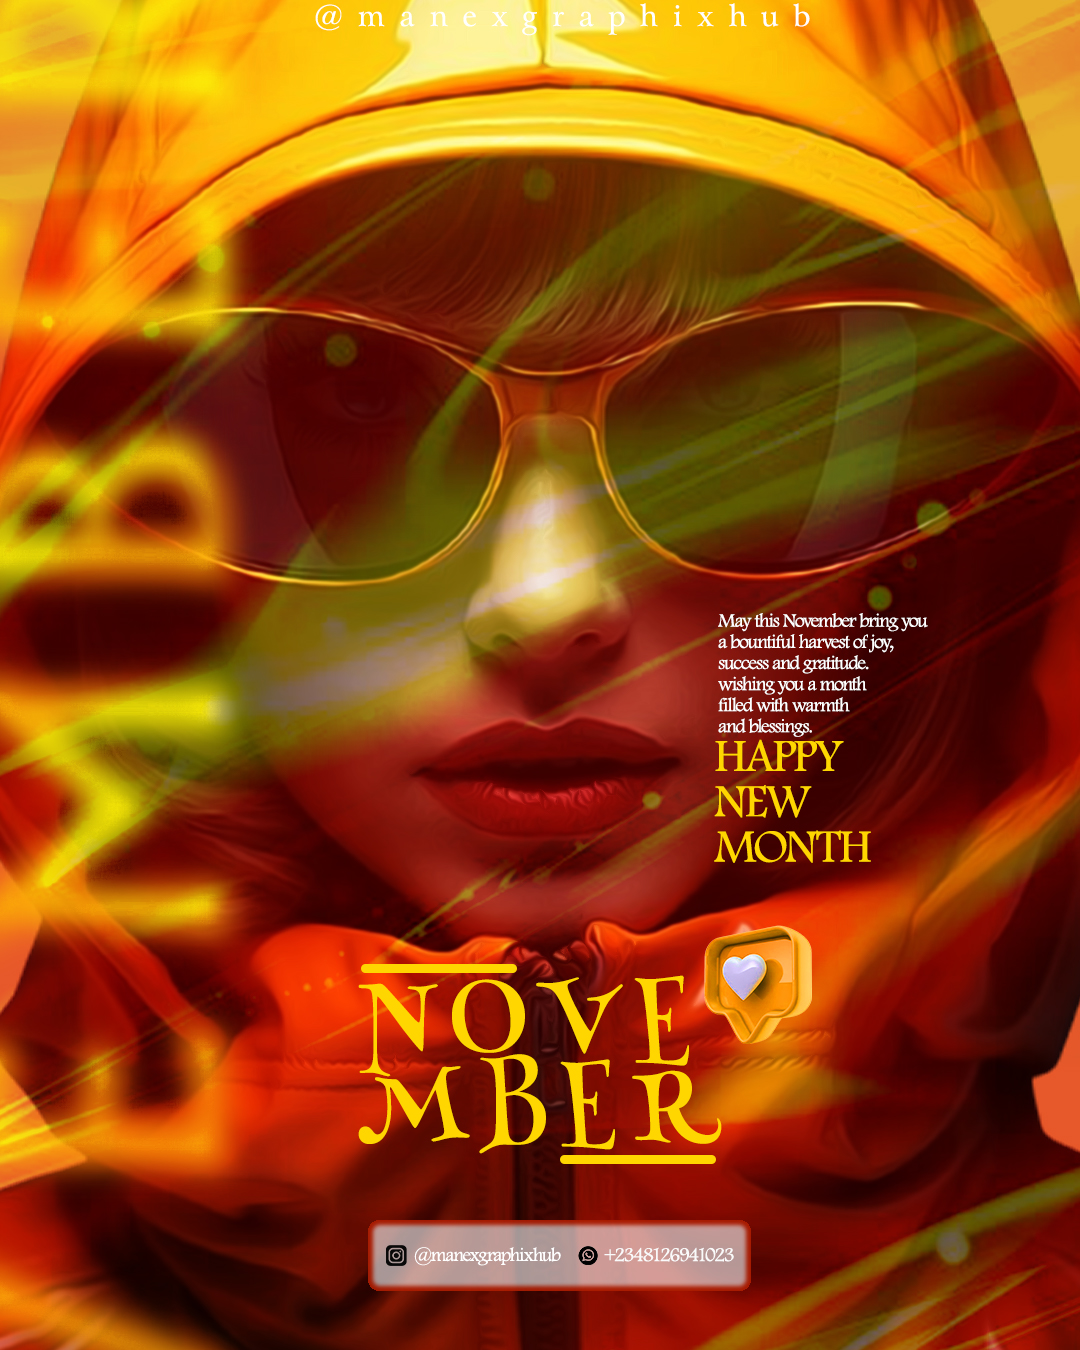 @manexgraphixhub
May this November bring you
a bountiful harvest of joy,
success and gratitude.
wishing you a month
filled with warmth
and blessings.
HAPPY
NEW
MONTH
NOVE
MBER
@manexgraphixhub +2348126941023